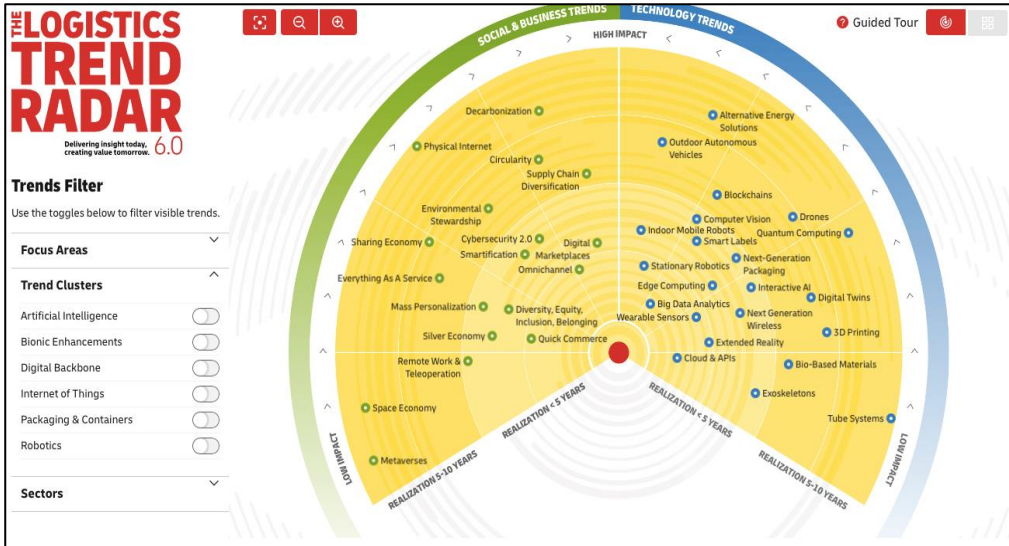 THE LOGISTICS
TREND
RADAR
Delivering insight today,
creating value tomorrow. 6.0
Trends Filter
Use the toggles below to filter visible trends.
Focus Areas
Trend Clusters
Artificial Intelligence
Bionic Enhancements
Digital Backbone
Internet of Things
Packaging & Containers
Robotics
Sectors
Guided Tour
SOCIAL & BUSINESS TRENDS
TECHNOLOGY TRENDS
HIGH IMPACT
Decarbonization
Physical Internet
Circularity
Supply Chain
Diversification
Environmental
Stewardship
Sharing Economy
Cybersecurity 2.0
Smartification
Digital
Marketplaces
Omnichannel
Everything As A Service
Mass Personalization
Diversity, Equity,
Inclusion, Belonging
Silver Economy
Quick Commerce
Remote Work &
Teleoperation
Space Economy
Metaverses
Alternative Energy
Solutions
Outdoor Autonomous
Vehicles
Blockchains
Computer Vision
Drones
Indoor Mobile Robots
Quantum Computing
Smart Labels
Stationary Robotics
Next-Generation
Packaging
Edge Computing
Interactive AI
Digital Twins
Big Data Analytics
Wearable Sensors
Next Generation
Wireless
3D Printing
Extended Reality
Cloud & APIs
Bio-Based Materials
Exoskeletons
Tube Systems
REALIZATION < 5 YEARS
REALIZATION < 5 YEARS
REALIZATION 5-10 YEARS
REALIZATION 5-10 YEARS
LOW IMPACT
LOW IMPACT